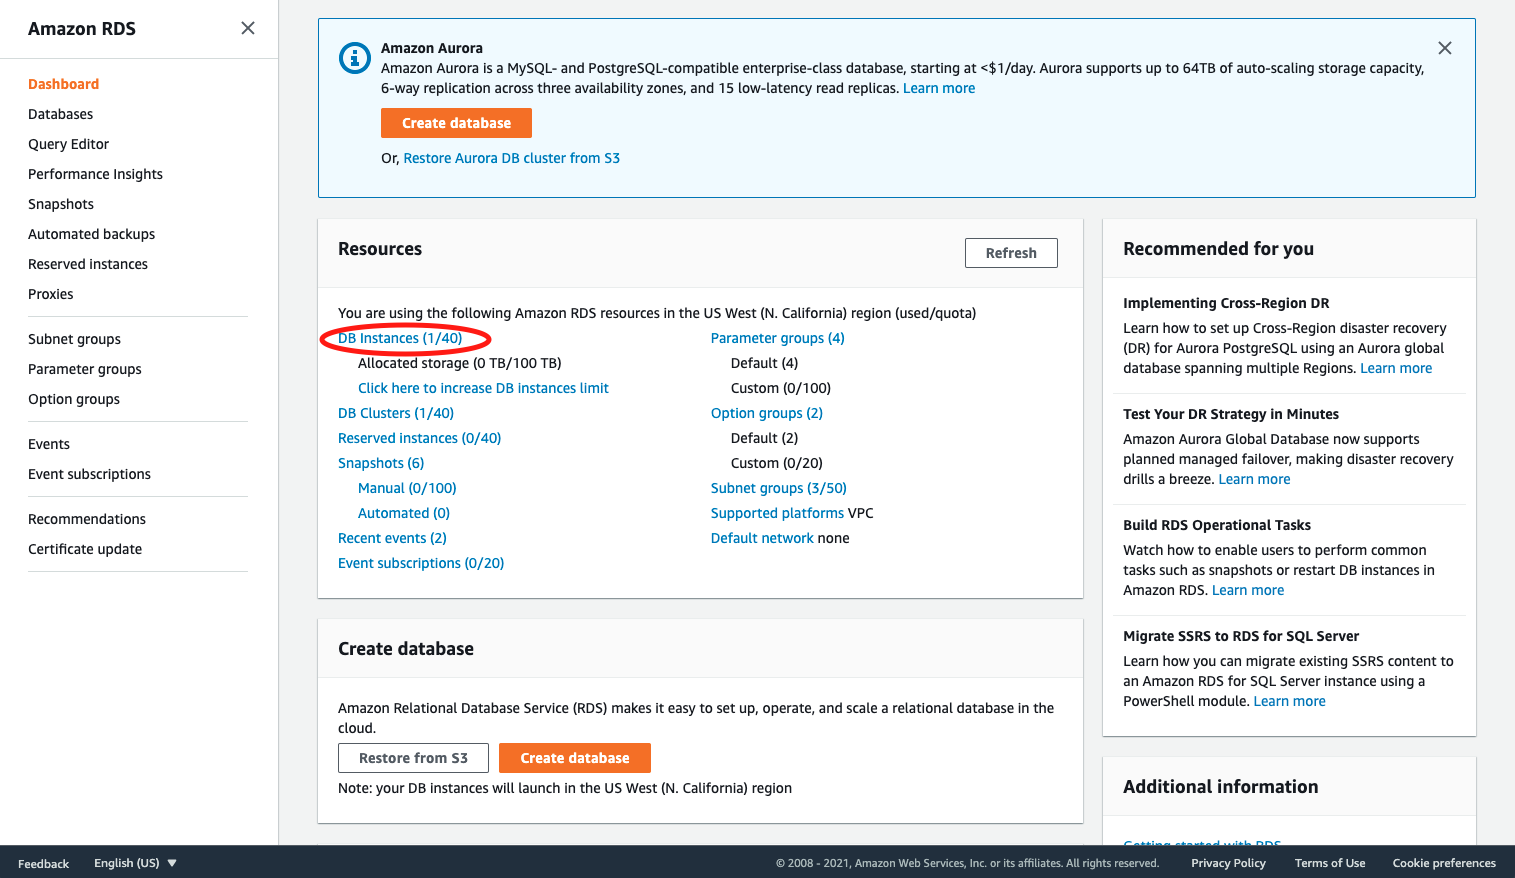 Amazon RDS
Dashboard
Databases
Query Editor
Performance Insights
Snapshots
Automated backups
Reserved instances
Proxies
Subnet groups
Parameter groups
Option groups
Events
Event subscriptions
Recommendations
Certificate update
Amazon Aurora
Amazon Aurora is a MySQL- and PostgreSQL-compatible enterprise-class database, starting at <$1/day. Aurora supports up to 64TB of auto-scaling storage capacity,
6-way replication across three availability zones, and 15 low-latency read replicas. Learn more
Create database
Or, Restore Aurora DB cluster from S3
Resources
Refresh
You are using the following Amazon RDS resources in the US West (N. California) region (used/quota)
DB Instances (1/40)
Allocated storage (0 TB/100 TB)
Click here to increase DB instances limit
DB Clusters (1/40)
Reserved instances (0/40)
Snapshots (6)
Manual (0/100)
Automated (0)
Recent events (2)
Event subscriptions (0/20)
Parameter groups (4)
Default (4)
Custom (0/100)
Option groups (2)
Default (2)
Custom (0/20)
Subnet groups (3/50)
Supported platforms VPC
Default network none
Create database
Amazon Relational Database Service (RDS) makes it easy to set up, operate, and scale a relational database in the
cloud.
Restore from S3
Create database
Note: your DB instances will launch in the US West (N. California) region
Recommended for you
Implementing Cross-Region DR
Learn how to set up Cross-Region disaster recovery
(DR) for Aurora PostgreSQL using an Aurora global
database spanning multiple Regions. Learn more
Test Your DR Strategy in Minutes
Amazon Aurora Global Database now supports
planned managed failover, making disaster recovery
drills a breeze. Learn more
Build RDS Operational Tasks
Watch how to enable users to perform common
tasks such as snapshots or restart DB instances in
Amazon RDS. Learn more
Migrate SSRS to RDS for SQL Server
Learn how you can migrate existing SSRS content to
an Amazon RDS for SQL Server instance using a
PowerShell module. Learn more
Additional information
Getting started with RDS
Feedback
English (US)
© 2008 - 2021, Amazon Web Services, Inc. or its affiliates. All rights reserved.
Privacy Policy
Terms of Use
Cookie preferences